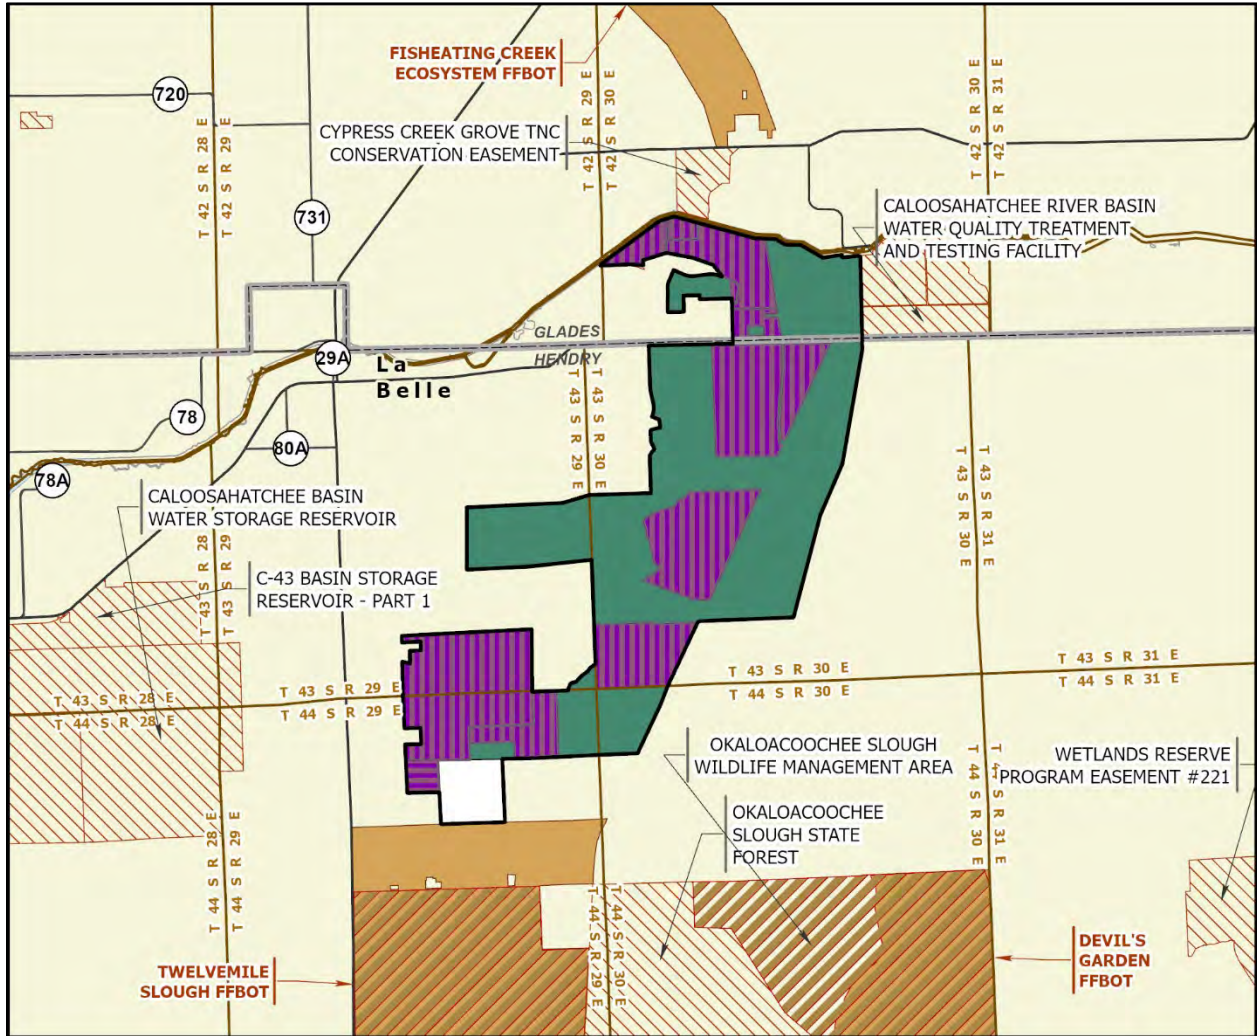 FISHEATING CREEK
ECOSYSTEM FFBOT
T 42 S R 29 E
T 42 S R 30 E
T 42 S R 30 E
T 42 S R 31 E
720
CYPRESS CREEK GROVE TNC
CONSERVATION EASEMENT
T 42 S R 28 E
T 42 S R 29 E
731
CALOOSAHATCHEE RIVER BASIN
WATER QUALITY TREATMENT
AND TESTING FACILITY
GLADES
HENDRY
29A
La
Belle
78
80A
78A
T 43 S R 29 E
T 43 S R 30 E
T 43 S R 30 E
T 43 S R 31 E
CALOOSAHATCHEE BASIN
WATER STORAGE RESERVOIR
T 43 S R 28 E
T 43 S R 29 E
C-43 BASIN STORAGE
RESERVOIR - PART 1
T 43 S R 28 E
T 44 S R 28 E
T 43 S R 29 E
T 44 S R 29 E
T 43 S R 30 E
T 44 S R 30 E
T 43 S R 31 E
T 44 S R 31 E
OKALOACOOCHEE SLOUGH
WILDLIFE MANAGEMENT AREA
WETLANDS RESERVE
PROGRAM EASEMENT #221
OKALOACOOCHEE
SLOUGH STATE
FOREST
T 44 S R 28 E
T 44 S R 29 E
T 44 S R 30 E
T 44 S R 31 E
T 44 S R 29 E
T 44 S R 30 E
TWELVEMILE
SLOUGH FFBOT
DEVIL'S
GARDEN
FFBOT